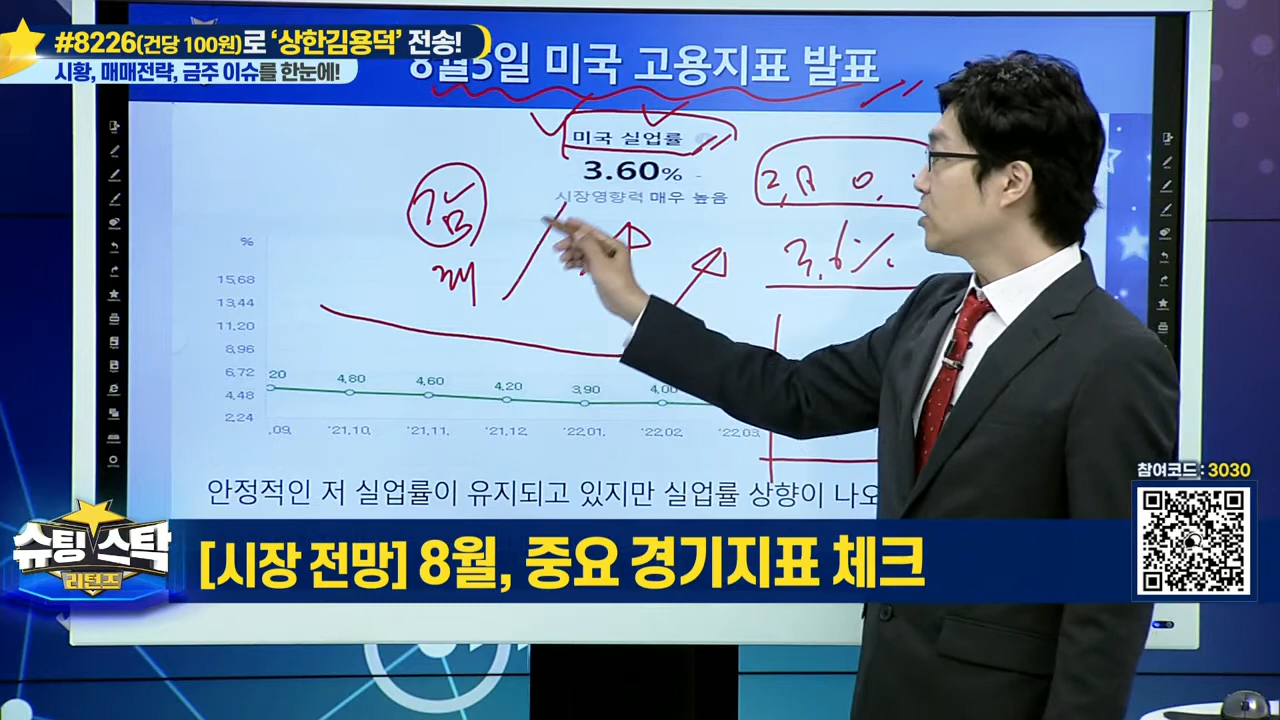 #8226(건당 100원)로 '상한김용덕' 전송!
시황, 매매전략, 금주 이슈를 한눈에!
8월5일 미국 고용지표 발표
미국 실업률
3.60% -
시장영향력 매우 높음
3.6%
%
15,68
13,44
11,20
8,96
6,72
4,48
2,24
20
4,80
4,60
4,20
3,90
4,00
,09,
'21,10,
'21,11,
'21,12,
'22,01,
'22,02,
'22,03,
안정적인 저 실업률이 유지되고 있지만 실업률 상향이 나오
참여코드 : 3030
슈팅 스탁
리턴즈
[시장 전망] 8월, 중요 경기지표 체크